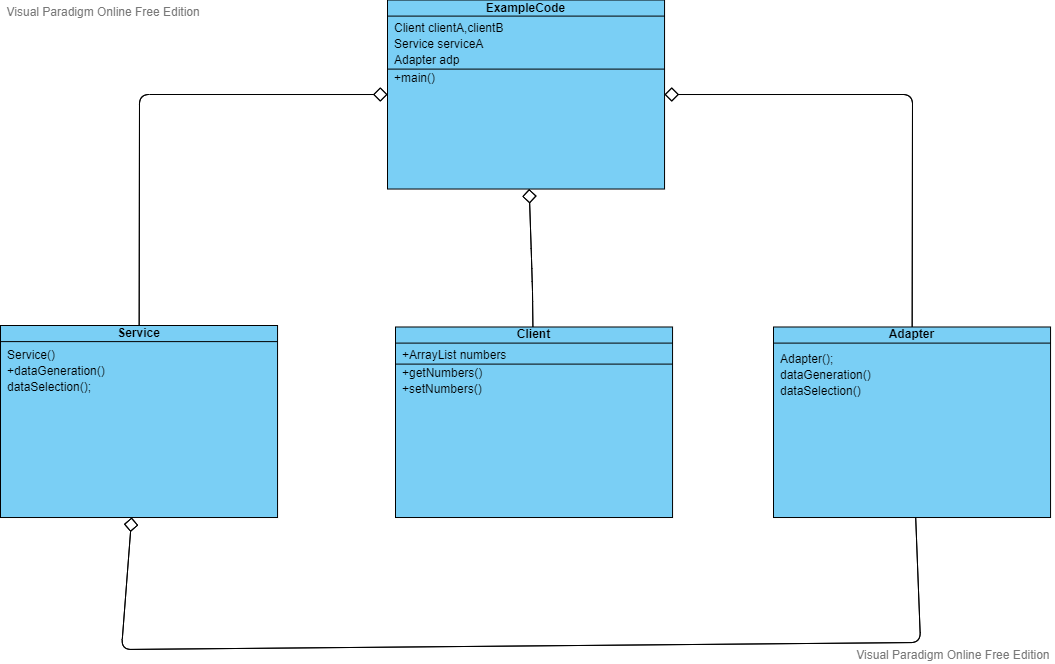 Visual Paradigm Online Free Edition
ExampleCode
Client clientA,clientB
Service serviceA
Adapter adp
+main()
Service
Service()
+dataGeneration()
dataSelection();
Client
+ArrayList numbers
+getNumbers()
+setNumbers()
Adapter
Adapter();
dataGeneration()
dataSelection()
Visual Paradigm Online Free Edition